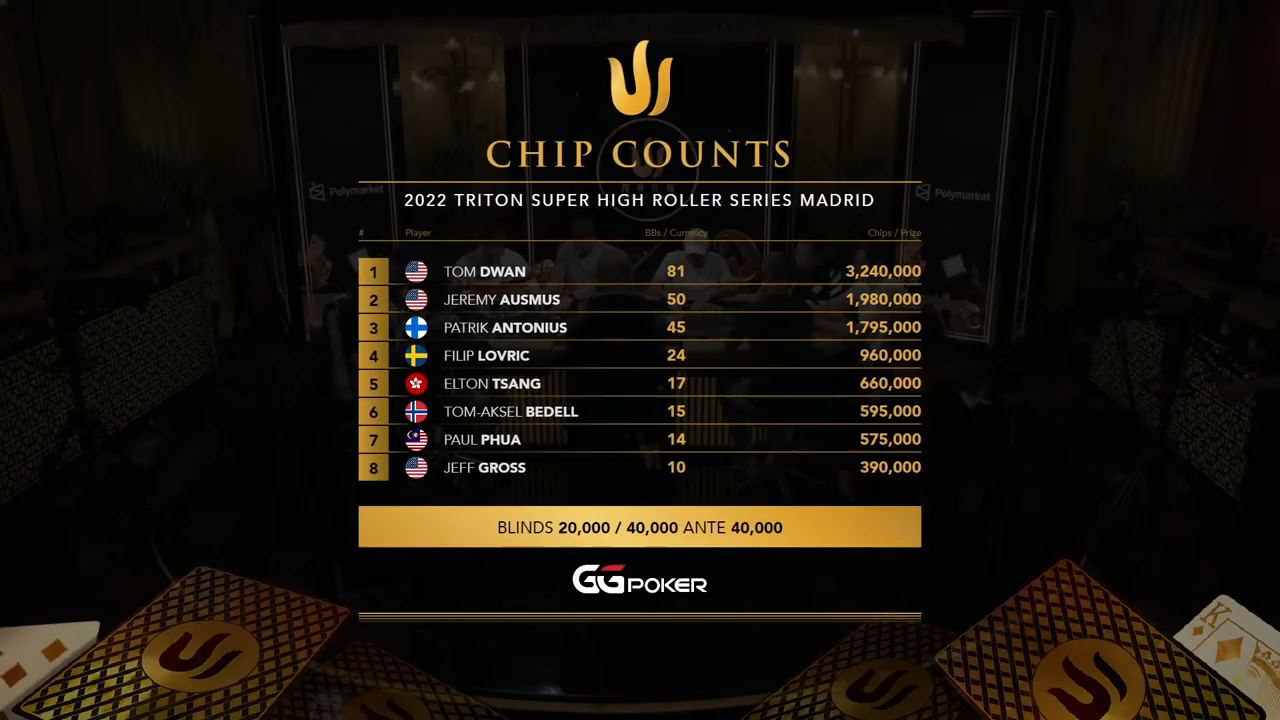 CHIP COUNTS
Polymarket
Polymarket
2022 TRITON SUPER HIGH ROLLER SERIES MADRID
# Player BBs / Currency Chips / Prize
1 TOM DWAN 81 3,240,000
2 JEREMY AUSMUS 50 1,980,000
3 PATRIK ANTONIUS 45 1,795,000
4 FILIP LOVRIC 24 960,000
5 ELTON TSANG 17 660,000
6 TOM-AKSEL BEDELL 15 595,000
7 PAUL PHUA 14 575,000
8 JEFF GROSS 10 390,000
BLINDS 20,000 / 40,000 ANTE 40,000
GGPOKER
K